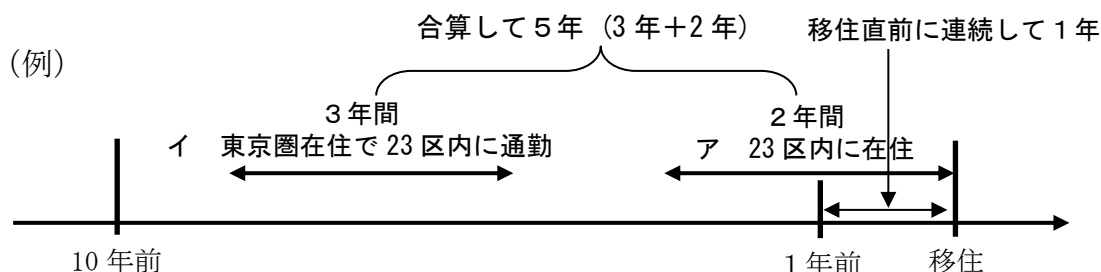 合算して５年（3 年＋2 年）
移住直前に連続して１年
（例）
３年間
イ　東京圏在住で 23 区内に通勤
２年間
ア　23 区内に在住
10 年前
１年前
移住